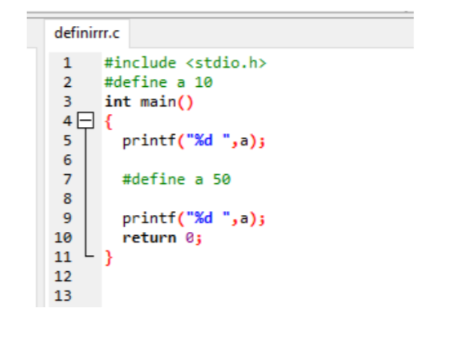 definirrr.c
1 #include <stdio.h>
2 #define a 10
3 int main()
4 {
5 printf("%d ",a);
6
7 #define a 50
8
9 printf("%d ",a);
10 return 0;
11 }
12
13